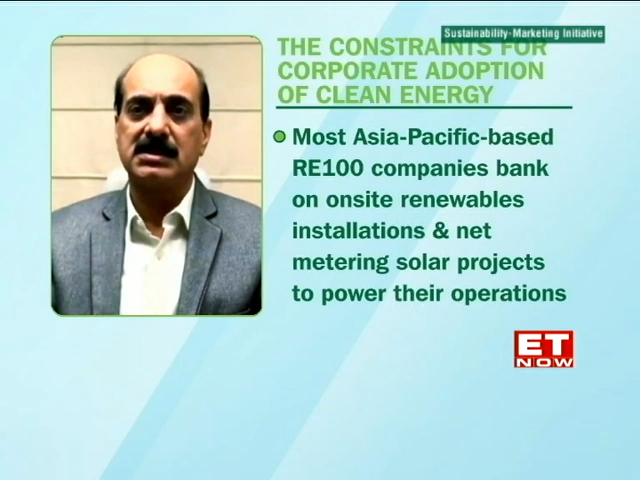 Sustainability-Marketing Initiative
THE CONSTRAINTS FOR
CORPORATE ADOPTION
OF CLEAN ENERGY
Most Asia-Pacific-based
RE100 companies bank
on onsite renewables
installations & net
metering solar projects
to power their operations
ET
NOW